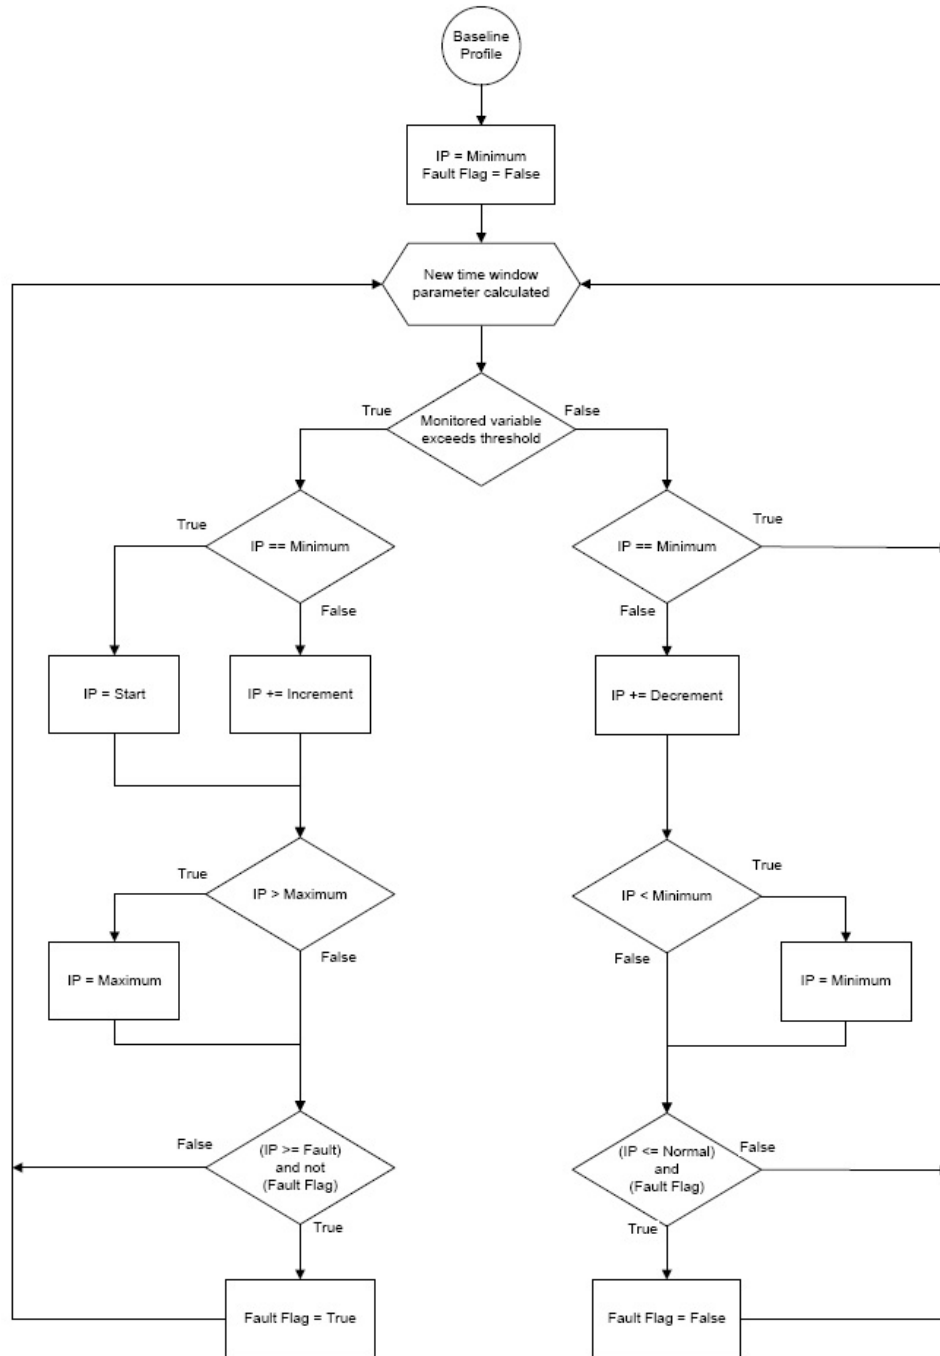 Baseline
Profile
IP = Minimum
Fault Flag = False
New time window
parameter calculated
True
False
Monitored variable
exceeds threshold
True
IP == Minimum
False
IP == Minimum
True
False
IP = Start
IP += Increment
IP += Decrement
True
IP > Maximum
False
IP < Minimum
True
False
IP = Maximum
IP = Minimum
False
(IP >= Fault)
and not
(Fault Flag)
True
(IP <= Normal)
and
(Fault Flag)
False
True
Fault Flag = True
Fault Flag = False